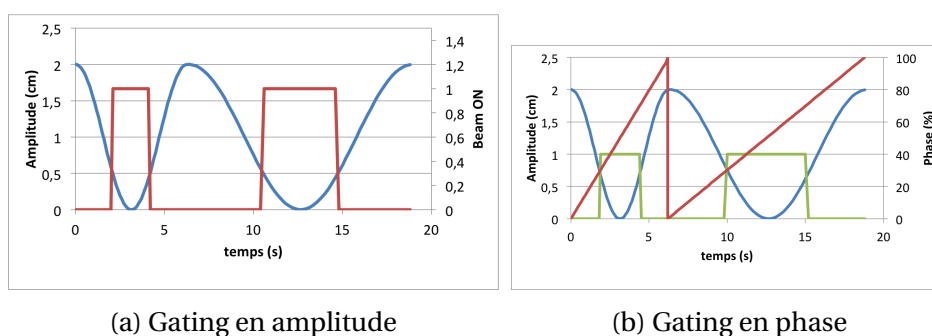 2,5
2
1,5
1
0,5
0
Amplitude (cm)
0 5 10 15 20
temps (s)
1,4
1,2
1
0,8
0,6
0,4
0,2
0
Beam ON
2,5
2
1,5
1
0,5
0
Amplitude (cm)
0 5 10 15 20
temps (s)
100
80
60
40
20
0
Phase (%)
(a) Gating en amplitude
(b) Gating en phase